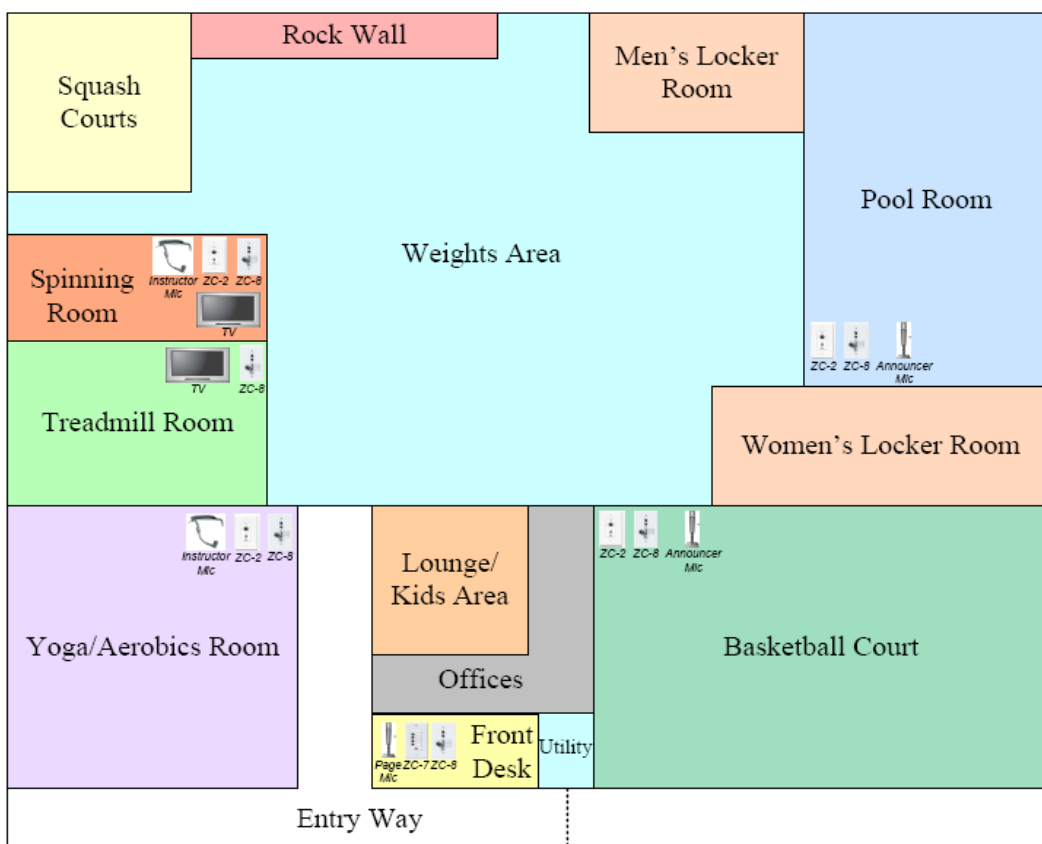 Rock Wall
Squash
Courts
Men's Locker
Room
Pool Room
Weights Area
Spinning
Room
Instructor
Mic
ZC-2
ZC-8
TV
ZC-2
ZC-8
Announcer
Mic
TV
ZC-8
Treadmill Room
Women's Locker Room
Instructor
Mic
ZC-2
ZC-8
Lounge/
Kids Area
ZC-2
ZC-8
Announcer
Mic
Yoga/Aerobics Room
Basketball Court
Offices
Page
Mic
ZC-7
ZC-8
Front
Desk
Utility
Entry Way